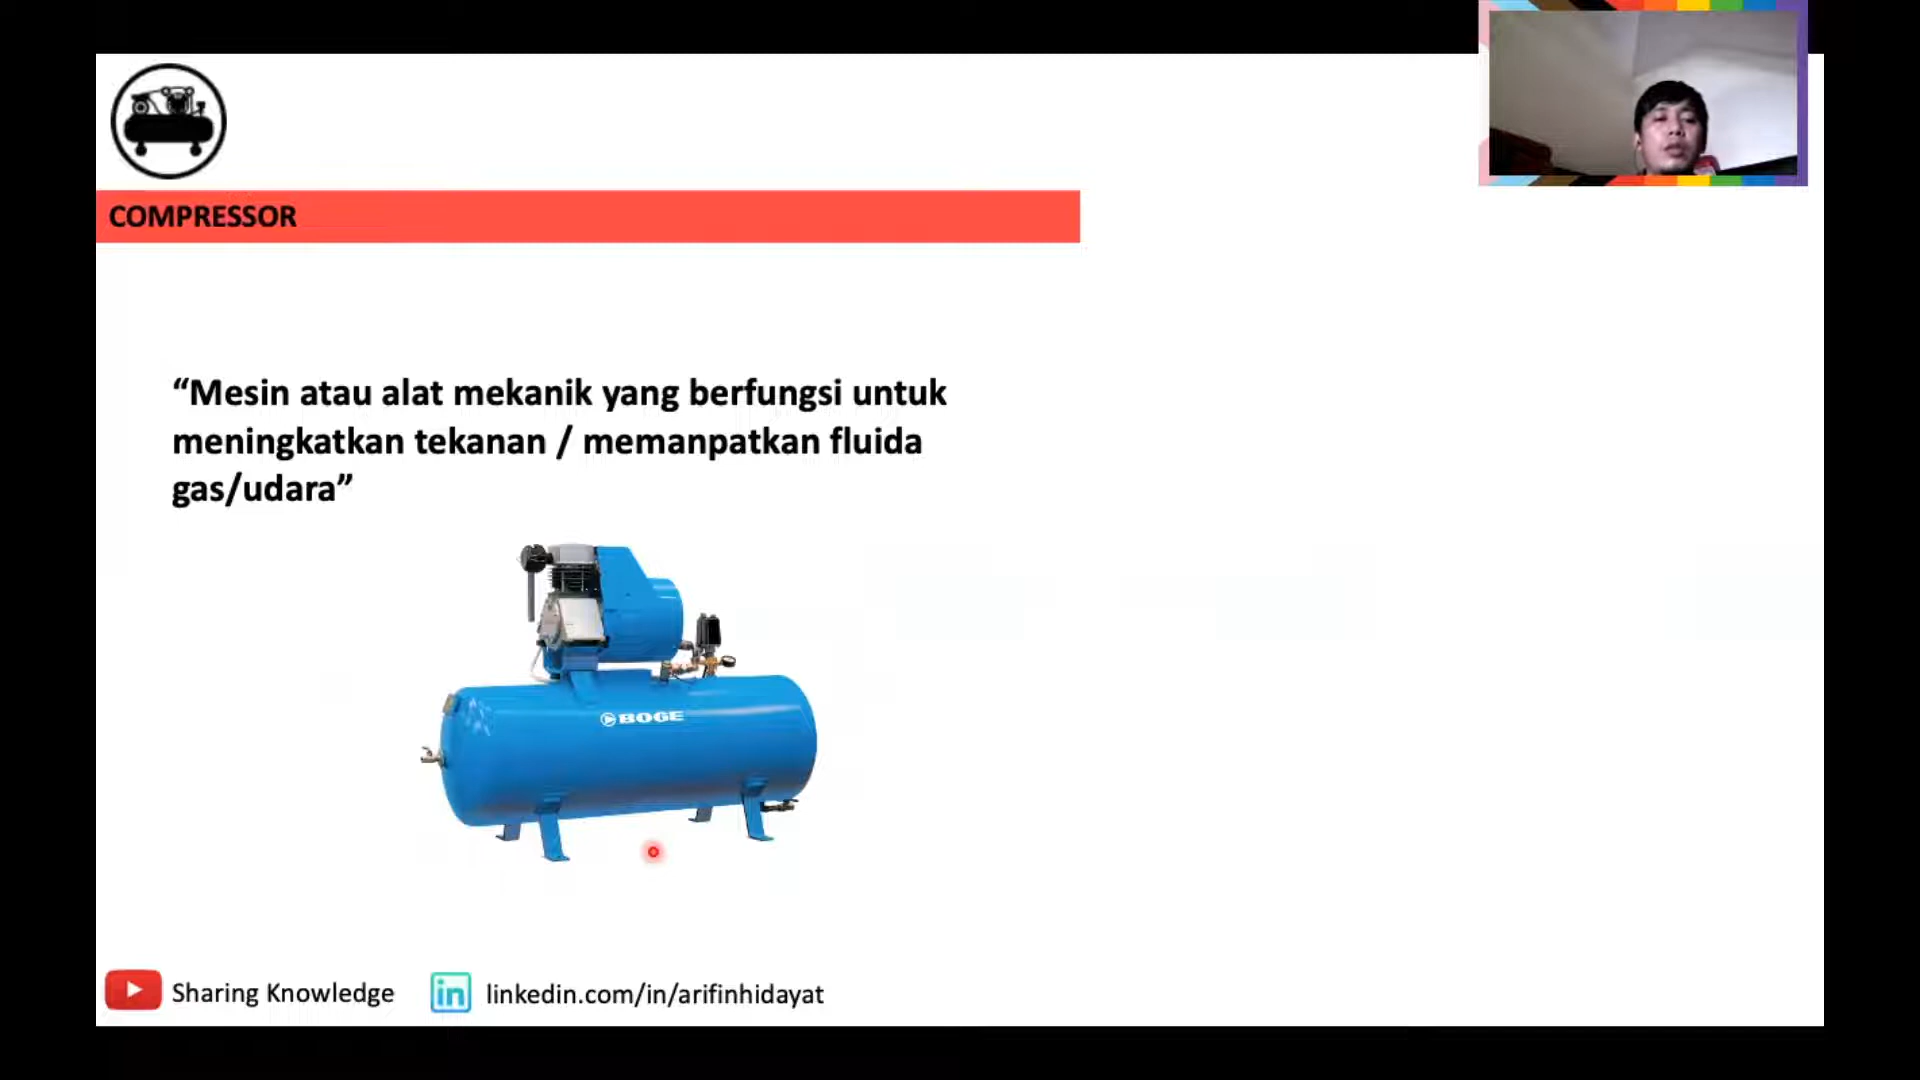 COMPRESSOR
“Mesin atau alat mekanik yang berfungsi untuk
meningkatkan tekanan / memanpatkan fluida
gas/udara”
BOGE
Sharing Knowledge
in linkedin.com/in/arifinhidayat